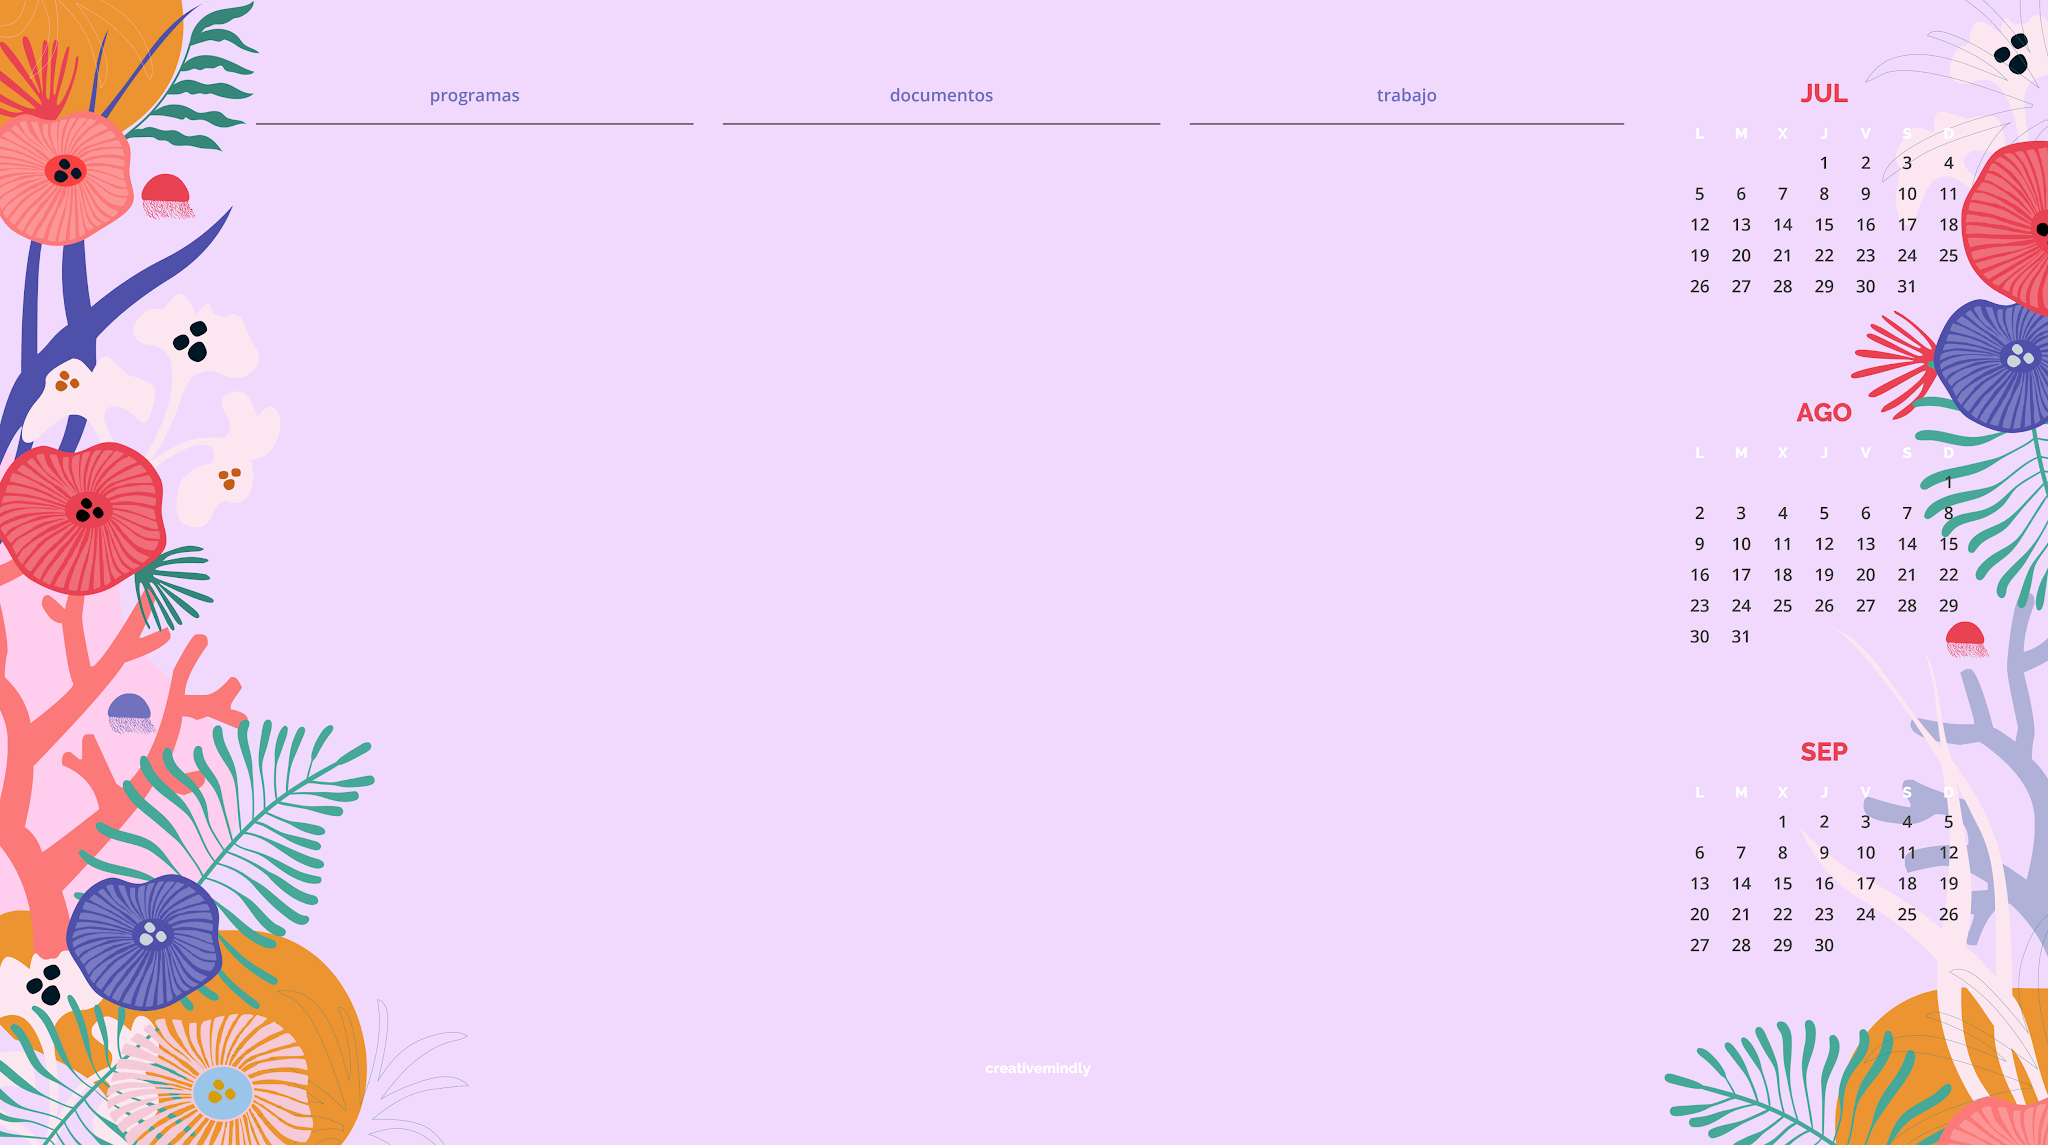 programas
documentos
trabajo
JUL
L M X J V S D
1 2 3 4
5 6 7 8 9 10 11
12 13 14 15 16 17 18
19 20 21 22 23 24 25
26 27 28 29 30 31
AGO
L M X J V S D
1
2 3 4 5 6 7 8
9 10 11 12 13 14 15
16 17 18 19 20 21 22
23 24 25 26 27 28 29
30 31
SEP
L M X J V S D
1 2 3 4 5
6 7 8 9 10 11 12
13 14 15 16 17 18 19
20 21 22 23 24 25 26
27 28 29 30
creativemindly